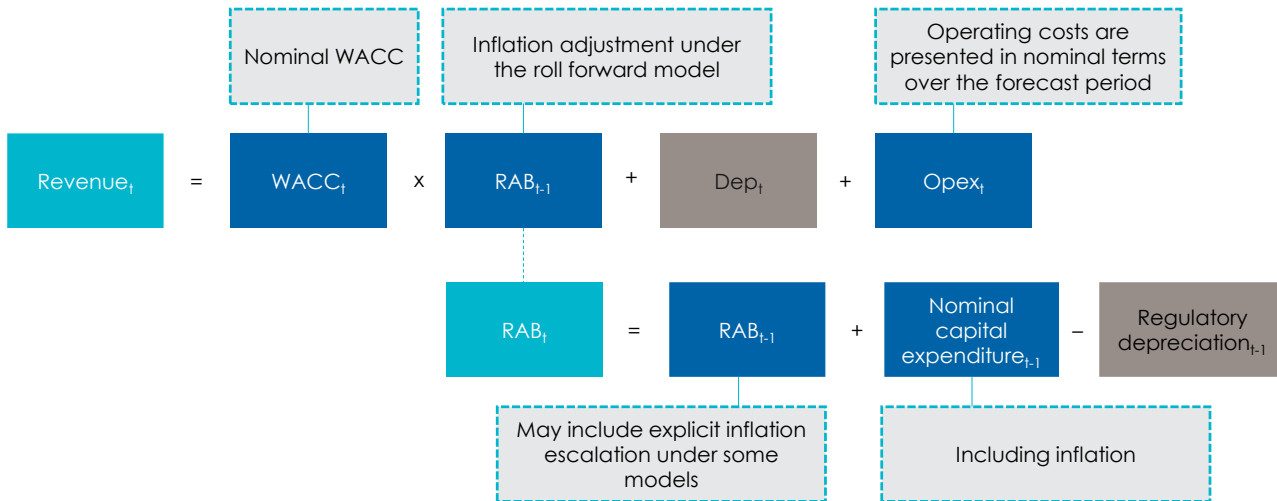 Nominal WACC
Inflation adjustment under
the roll forward model
Operating costs are
presented in nominal terms
over the forecast period
Revenueₜ = WACCₜ x RABₜ₋₁ + Depₜ + Opexₜ
RABₜ = RABₜ₋₁ + Nominal
capital
expenditureₜ₋₁ – Regulatory
depreciationₜ₋₁
May include explicit inflation
escalation under some
models
Including inflation